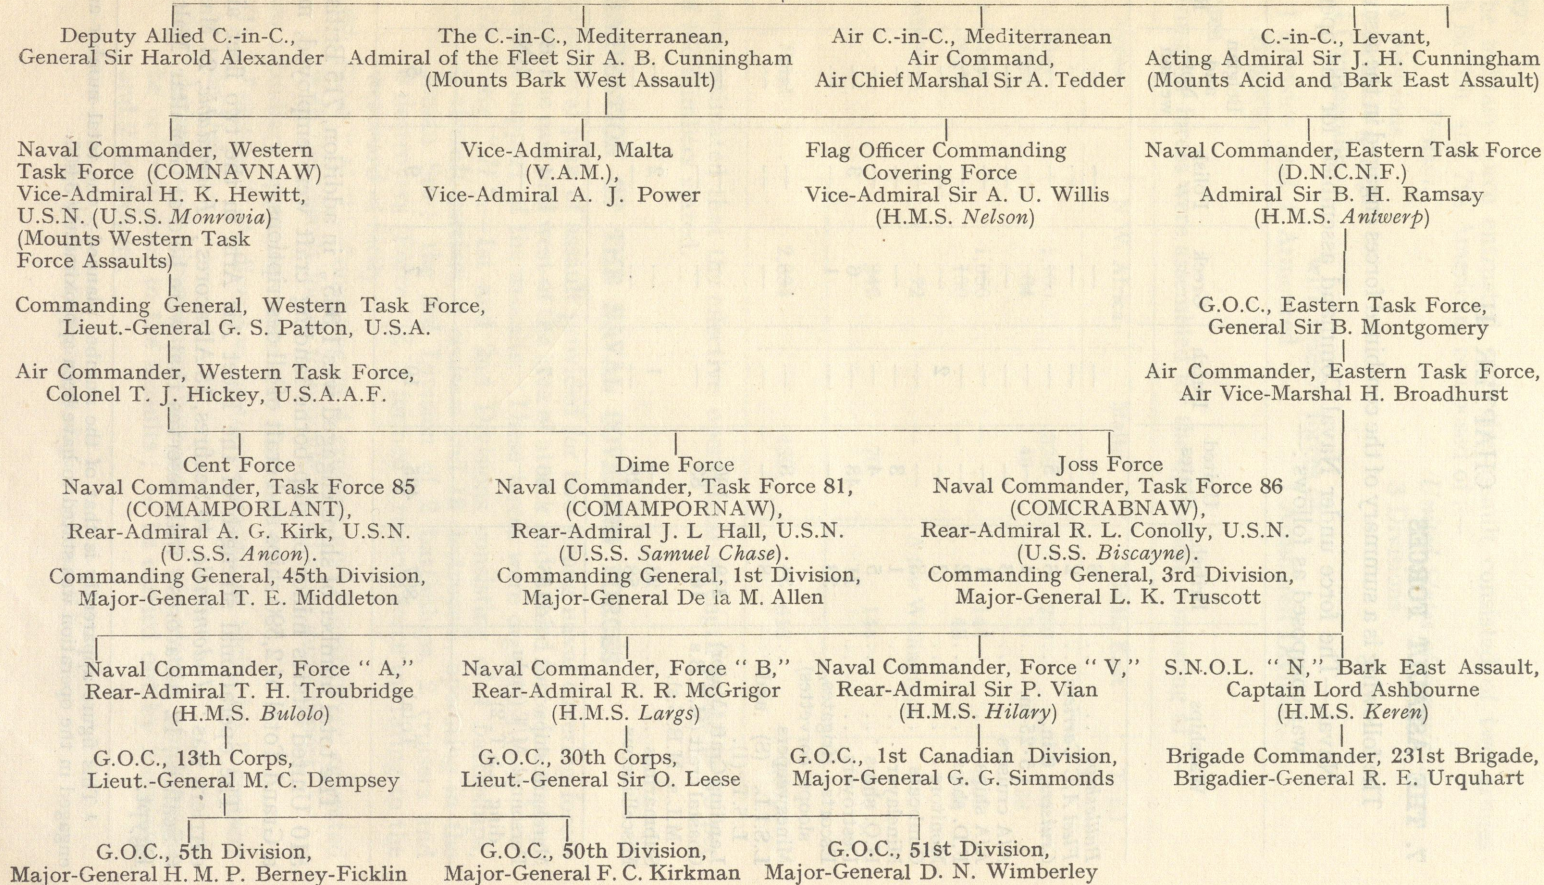 Deputy Allied C.-in-C.,
General Sir Harold Alexander
The C.-in-C., Mediterranean,
Admiral of the Fleet Sir A. B. Cunningham
(Mounts Bark West Assault)
Air C.-in-C., Mediterranean
Air Command,
Air Chief Marshal Sir A. Tedder
C.-in-C., Levant,
Acting Admiral Sir J. H. Cunningham
(Mounts Acid and Bark East Assault)
Naval Commander, Western
Task Force (COMNAVNAW)
Vice-Admiral H. K. Hewitt,
U.S.N. (U.S.S. Monrovia)
(Mounts Western Task
Force Assaults)
Vice-Admiral, Malta
(V.A.M.),
Vice-Admiral A. J. Power
Flag Officer Commanding
Covering Force
Vice-Admiral Sir A. U. Willis
(H.M.S. Nelson)
Naval Commander, Eastern Task Force
(D.N.C.N.F.)
Admiral Sir B. H. Ramsay
(H.M.S. Antwerp)
Commanding General, Western Task Force,
Lieut.-General G. S. Patton, U.S.A.
G.O.C., Eastern Task Force,
General Sir B. Montgomery
Air Commander, Western Task Force,
Colonel T. J. Hickey, U.S.A.A.F.
Air Commander, Eastern Task Force,
Air Vice-Marshal H. Broadhurst
Cent Force
Naval Commander, Task Force 85
(COMAMPORLANT),
Rear-Admiral A. G. Kirk, U.S.N.
(U.S.S. Ancon).
Commanding General, 45th Division,
Major-General T. E. Middleton
Dime Force
Naval Commander, Task Force 81,
(COMAMPORNAW),
Rear-Admiral J. L Hall, U.S.N.
(U.S.S. Samuel Chase).
Commanding General, 1st Division,
Major-General De la M. Allen
Joss Force
Naval Commander, Task Force 86
(COMCRABNAW),
Rear-Admiral R. L. Conolly, U.S.N.
(U.S.S. Biscayne).
Commanding General, 3rd Division,
Major-General L. K. Truscott
Naval Commander, Force " A,"
Rear-Admiral T. H. Troubridge
(H.M.S. Bulolo)
Naval Commander, Force " B,"
Rear-Admiral R. R. McGrigor
(H.M.S. Largs)
Naval Commander, Force " V,"
Rear-Admiral Sir P. Vian
(H.M.S. Hilary)
S.N.O.L. " N," Bark East Assault,
Captain Lord Ashbourne
(H.M.S. Keren)
G.O.C., 13th Corps,
Lieut.-General M. C. Dempsey
G.O.C., 30th Corps,
Lieut.-General Sir O. Leese
G.O.C., 1st Canadian Division,
Major-General G. G. Simmonds
Brigade Commander, 231st Brigade,
Brigadier-General R. E. Urquhart
G.O.C., 5th Division,
Major-General H. M. P. Berney-Ficklin
G.O.C., 50th Division,
Major-General F. C. Kirkman
G.O.C., 51st Division,
Major-General D. N. Wimberley